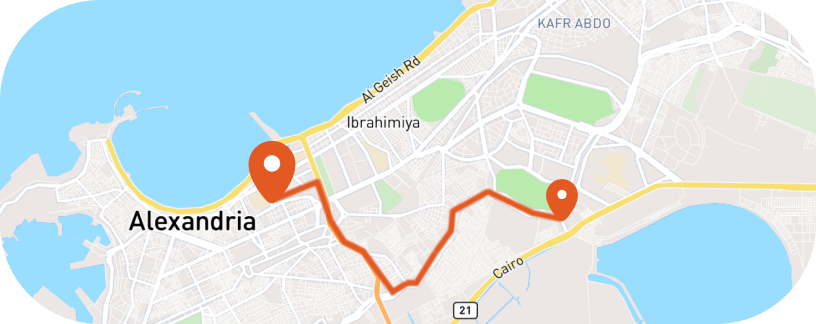 KAFR ABDO
Al Geish Rd
Ibrahimiya
Alexandria
Cairo
21